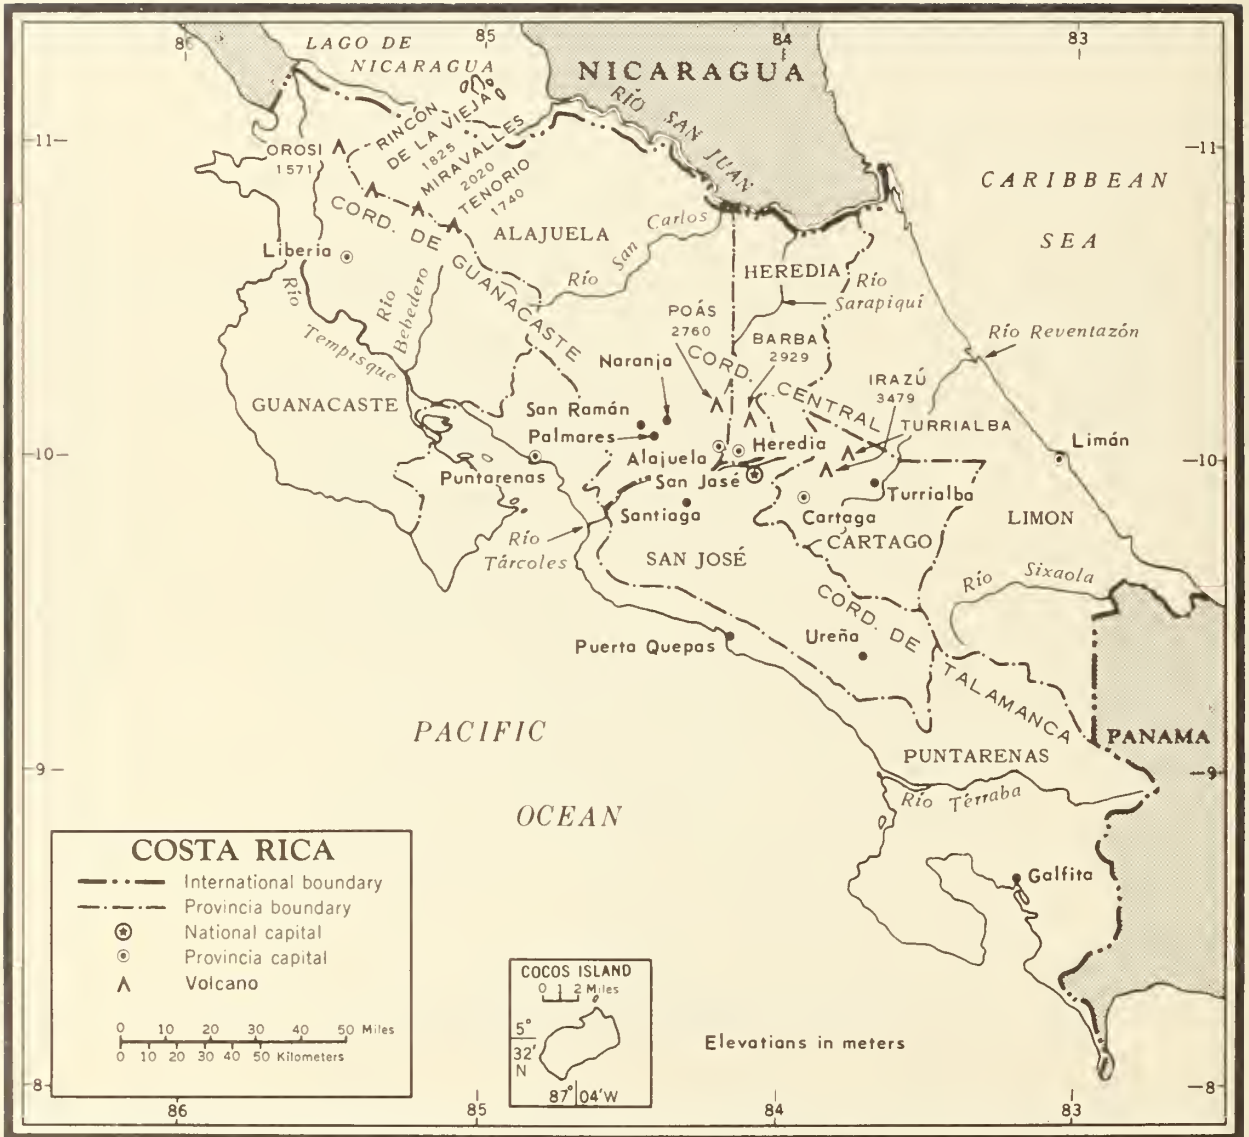 86
85
84
83
LAGO DE
NICARAGUA
NICARAGUA
RÍO SAN JUAN
11
11
OROSI
1571
RINCÓN
DE LA VIEJA
1825
MIRAVALLES
2020
TENORIO
1740
CARIBBEAN
SEA
CORD. DE GUANACASTE
ALAJUELA
Río San Carlos
Liberia
HEREDIA
Río
Sarapiquí
Río
Tempisque
Río
Bebedero
POÁS
2760
BARBA
2929
Río Reventazón
Naranja
CORD. CENTRAL
IRAZÚ
3479
GUANACASTE
San Ramán
TURRIALBA
Palmares
Heredia
Limán
10
10
Alajuela
Puntarenas
San Jasé
Turrialba
Santiaga
Cartaga
LIMON
Río
Tárcoles
CARTAGO
SAN JOSÉ
Río Sixaola
CORD. DE TALAMANCA
Puerta Quepas
Ureña
PACIFIC
OCEAN
PANAMA
PUNTARENAS
9
9
Río Térraba
Galfita
COSTA RICA
International boundary
Provincia boundary
National capital
Provincia capital
Volcano
0 10 20 30 40 50 Miles
0 10 20 30 40 50 Kilometers
COCOS ISLAND
0 1 2 Miles
5°
32'
N
87° 04'W
Elevatians in meters
8
8
86
85
84
83